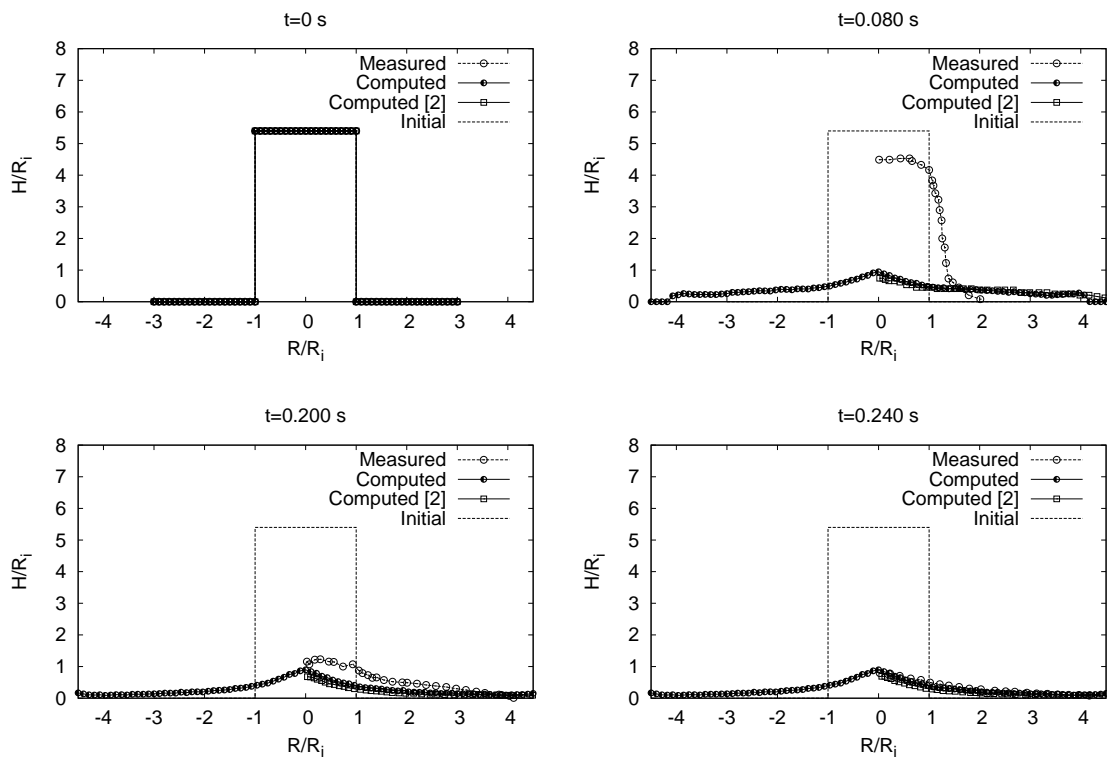 t=0 s
H/Ri
8
7
6
5
4
3
2
1
0
Measured
Computed
Computed [2]
Initial
-4 -3 -2 -1 0 1 2 3 4
R/Ri
t=0.080 s
H/Ri
8
7
6
5
4
3
2
1
0
Measured
Computed
Computed [2]
Initial
-4 -3 -2 -1 0 1 2 3 4
R/Ri
t=0.200 s
H/Ri
8
7
6
5
4
3
2
1
0
Measured
Computed
Computed [2]
Initial
-4 -3 -2 -1 0 1 2 3 4
R/Ri
t=0.240 s
H/Ri
8
7
6
5
4
3
2
1
0
Measured
Computed
Computed [2]
Initial
-4 -3 -2 -1 0 1 2 3 4
R/Ri